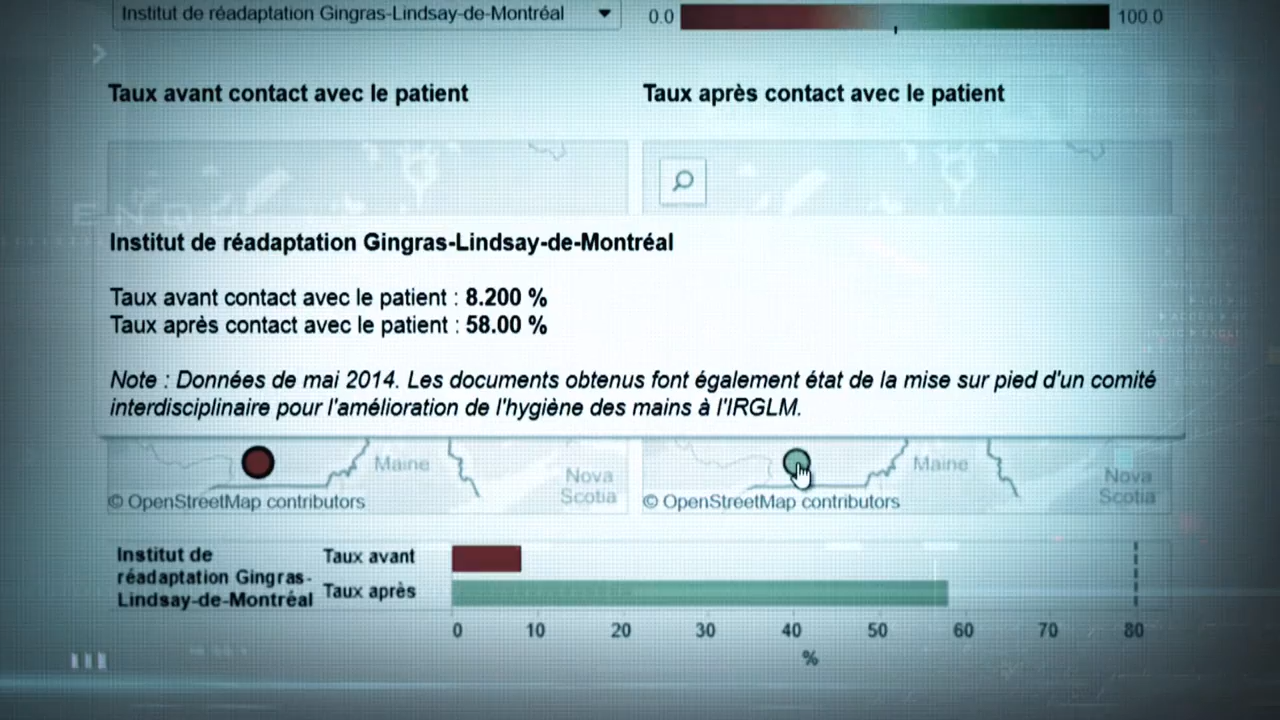 Institut de réadaptation Gingras-Lindsay-de-Montréal
0.0 100.0
Taux avant contact avec le patient
Taux après contact avec le patient
Institut de réadaptation Gingras-Lindsay-de-Montréal
Taux avant contact avec le patient : 8.200 %
Taux après contact avec le patient : 58.00 %
Note : Données de mai 2014. Les documents obtenus font également état de la mise sur pied d'un comité
interdisciplinaire pour l'amélioration de l'hygiène des mains à l'IRGLM.
Maine
Nova
Scotia
© OpenStreetMap contributors
Maine
Nova
Scotia
© OpenStreetMap contributors
Institut de
réadaptation Gingras-
Lindsay-de-Montréal
Taux avant
Taux après
0 10 20 30 40 50 60 70 80
%